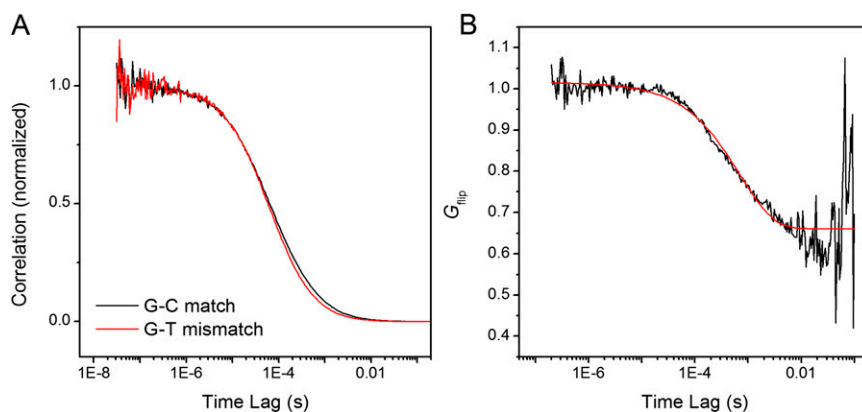 A
Correlation (normalized)
1.0
0.5
0.0
G-C match
G-T mismatch
1E-8
1E-6
1E-4
0.01
Time Lag (s)
B
Gflip
1.1
1.0
0.9
0.8
0.7
0.6
0.5
0.4
1E-6
1E-4
0.01
Time Lag (s)